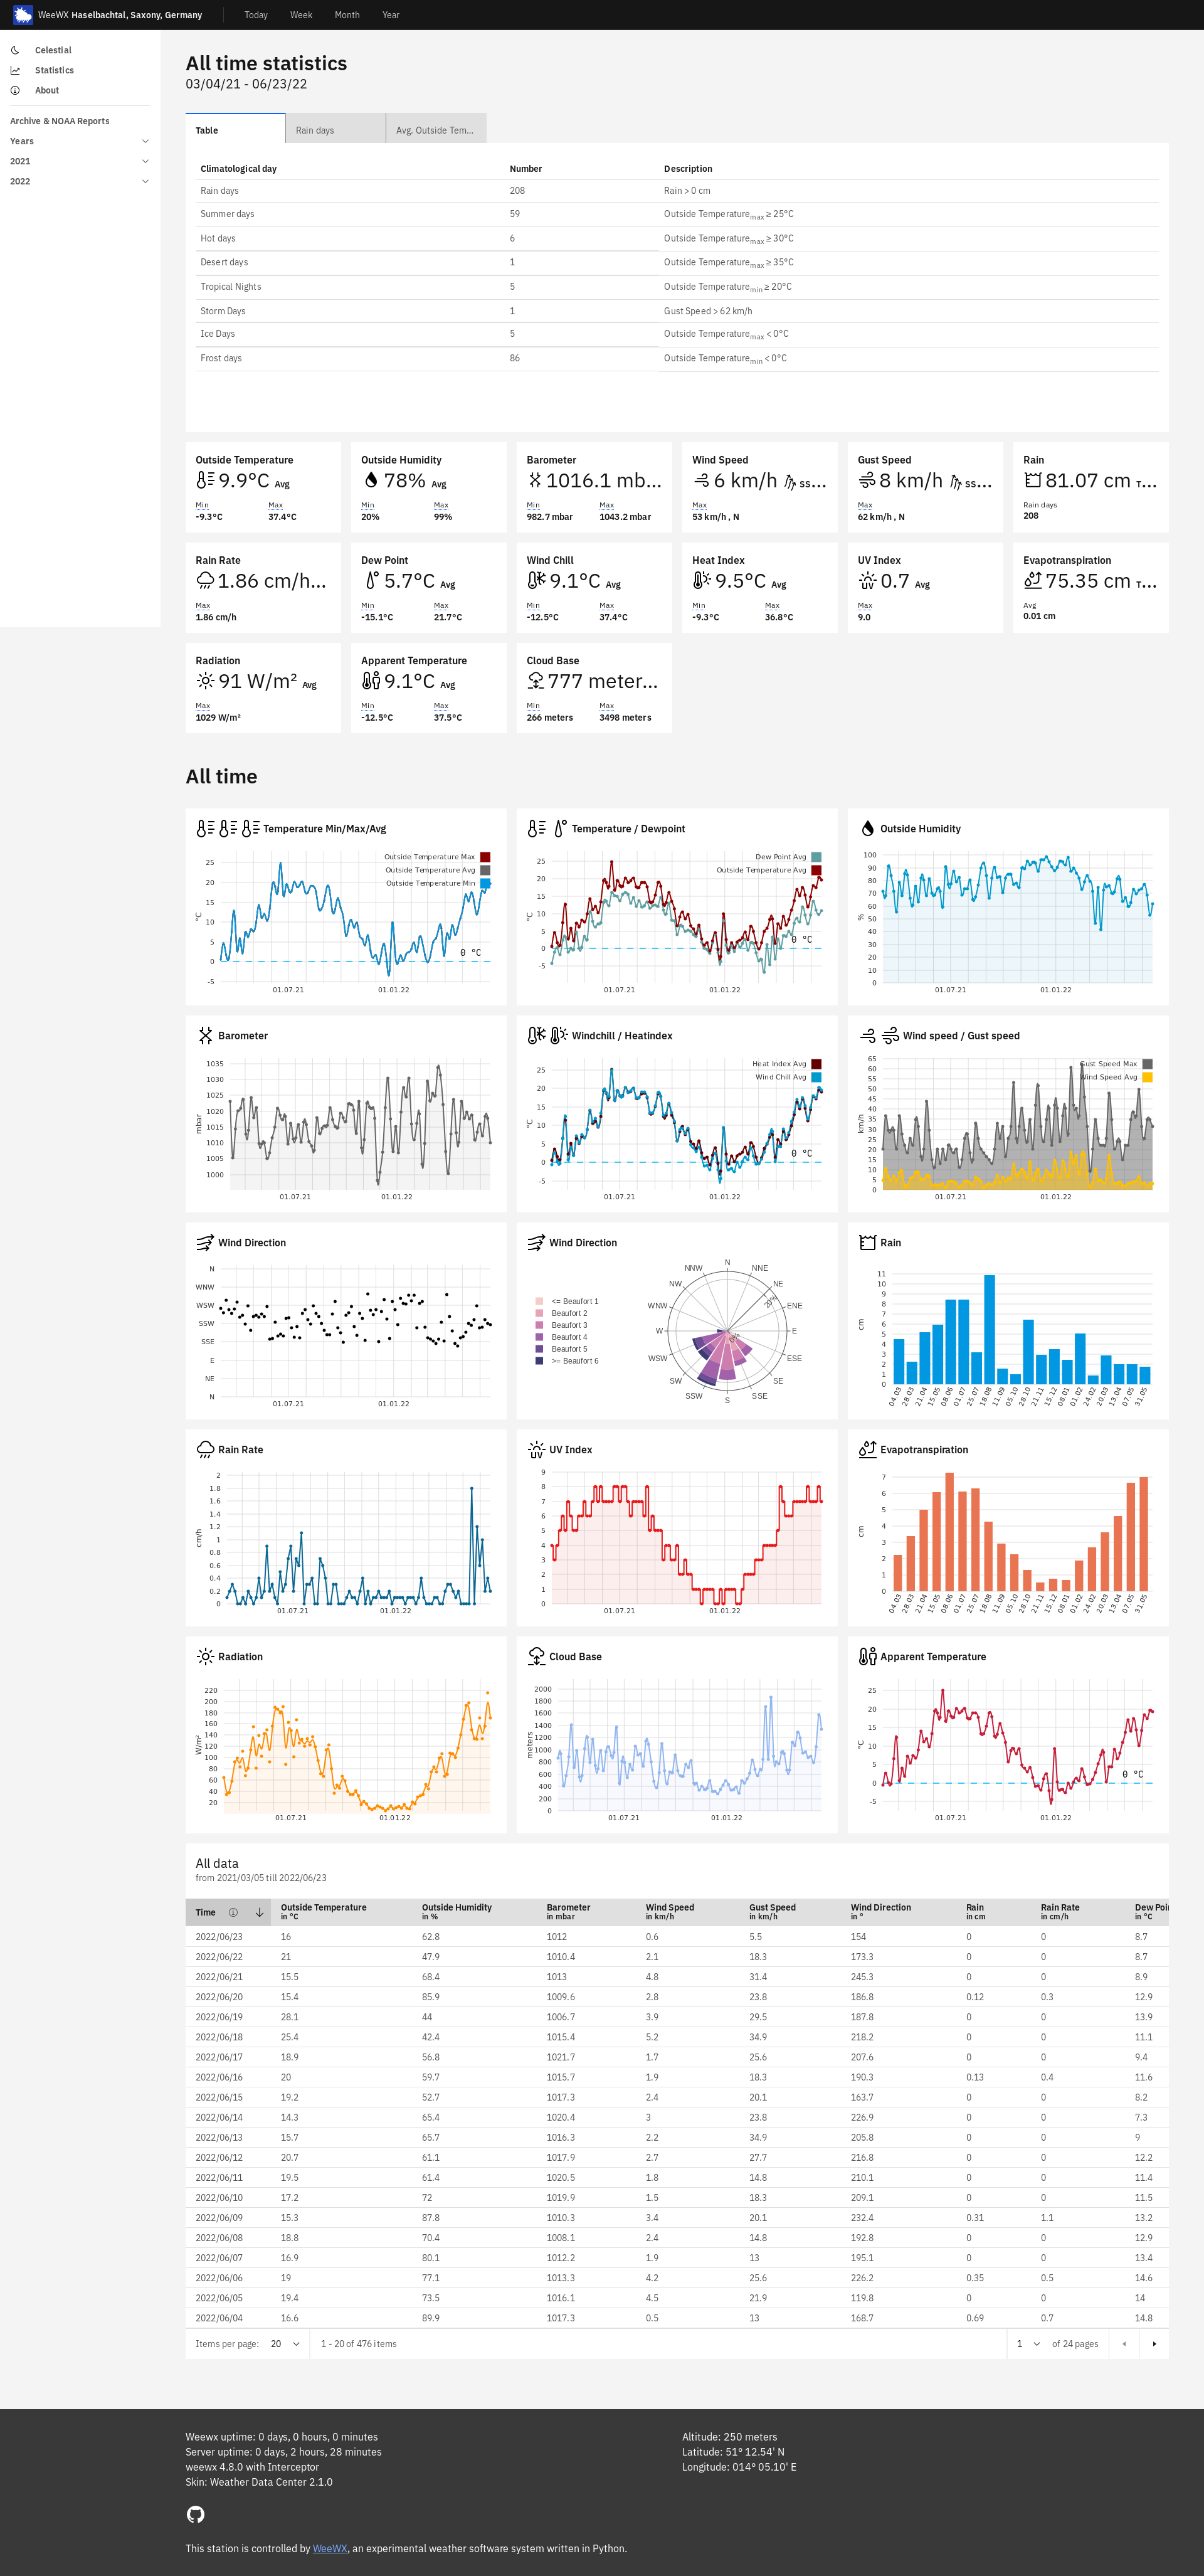 WeeWX Haselbachtal, Saxony, Germany Today Week Month Year
Celestial
Statistics
About
Archive & NOAA Reports
Years
2021
2022
All time statistics
03/04/21 - 06/23/22
Table Rain days Avg. Outside Tem...
Climatological day Number Description
Rain days 208 Rain > 0 cm
Summer days 59 Outside Temperature max ≥ 25°C
Hot days 6 Outside Temperature max ≥ 30°C
Desert days 1 Outside Temperature max ≥ 35°C
Tropical Nights 5 Outside Temperature min ≥ 20°C
Storm Days 1 Gust Speed > 62 km/h
Ice Days 5 Outside Temperature max < 0°C
Frost days 86 Outside Temperature min < 0°C
Outside Temperature
9.9°C Avg
Min Max
-9.3°C 37.4°C
Outside Humidity
78% Avg
Min Max
20% 99%
Barometer
1016.1 mb...
Min Max
982.7 mbar 1043.2 mbar
Wind Speed
6 km/h SS...
Max
53 km/h , N
Gust Speed
8 km/h SS...
Max
62 km/h , N
Rain
81.07 cm T...
Rain days
208
Rain Rate
1.86 cm/h...
Max
1.86 cm/h
Dew Point
5.7°C Avg
Min Max
-15.1°C 21.7°C
Wind Chill
9.1°C Avg
Min Max
-12.5°C 37.4°C
Heat Index
9.5°C Avg
Min Max
-9.3°C 36.8°C
UV Index
0.7 Avg
Max
9.0
Evapotranspiration
75.35 cm T...
Avg
0.01 cm
Radiation
91 W/m² Avg
Max
1029 W/m²
Apparent Temperature
9.1°C Avg
Min Max
-12.5°C 37.5°C
Cloud Base
777 meter...
Min Max
266 meters 3498 meters
All time
Temperature Min/Max/Avg
Outside Temperature Max
Outside Temperature Avg
Outside Temperature Min
°C
25
20
15
10
5
0
-5
0 °C
01.07.21 01.01.22
Temperature / Dewpoint
Dew Point Avg
Outside Temperature Avg
°C
25
20
15
10
5
0
-5
0 °C
01.07.21 01.01.22
Outside Humidity
%
100
90
80
70
60
50
40
30
20
10
0
01.07.21 01.01.22
Barometer
mbar
1035
1030
1025
1020
1015
1010
1005
1000
01.07.21 01.01.22
Windchill / Heatindex
Heat Index Avg
Wind Chill Avg
°C
25
20
15
10
5
0
-5
0 °C
01.07.21 01.01.22
Wind speed / Gust speed
Gust Speed Max
Wind Speed Avg
km/h
65
60
55
50
45
40
35
30
25
20
15
10
5
0
01.07.21 01.01.22
Wind Direction
N
WNW
WSW
SSW
SSE
E
NE
N
01.07.21 01.01.22
Wind Direction
<= Beaufort 1
Beaufort 2
Beaufort 3
Beaufort 4
Beaufort 5
>= Beaufort 6
N
NNE
NE
ENE
E
ESE
SE
SSE
S
SSW
SW
WSW
W
WNW
NW
NNW
0%
20%
Rain
cm
11
10
9
8
7
6
5
4
3
2
1
0
04.03 28.03 21.04 15.05 08.06 01.07 25.07 18.08 11.09 05.10 28.10 21.11 15.12 08.01 01.02 24.02 20.03 13.04 07.05 31.05
Rain Rate
cm/h
2
1.8
1.6
1.4
1.2
1
0.8
0.6
0.4
0.2
0
01.07.21 01.01.22
UV Index
9
8
7
6
5
4
3
2
1
0
01.07.21 01.01.22
Evapotranspiration
cm
7
6
5
4
3
2
1
0
04.03 28.03 21.04 15.05 08.06 01.07 25.07 18.08 11.09 05.10 28.10 21.11 15.12 08.01 01.02 24.02 20.03 13.04 07.05 31.05
Radiation
W/m²
220
200
180
160
140
120
100
80
60
40
20
01.07.21 01.01.22
Cloud Base
meters
2000
1800
1600
1400
1200
1000
800
600
400
200
0
01.07.21 01.01.22
Apparent Temperature
°C
25
20
15
10
5
0
-5
0 °C
01.07.21 01.01.22
All data
from 2021/03/05 till 2022/06/23
Time Outside Temperature Outside Humidity Barometer Wind Speed Gust Speed Wind Direction Rain Rain Rate Dew Poin
in °C in % in mbar in km/h in km/h in ° in cm in cm/h in °C
2022/06/23 16 62.8 1012 0.6 5.5 154 0 0 8.7
2022/06/22 21 47.9 1010.4 2.1 18.3 173.3 0 0 8.7
2022/06/21 15.5 68.4 1013 4.8 31.4 245.3 0 0 8.9
2022/06/20 15.4 85.9 1009.6 2.8 23.8 186.8 0.12 0.3 12.9
2022/06/19 28.1 44 1006.7 3.9 29.5 187.8 0 0 13.9
2022/06/18 25.4 42.4 1015.4 5.2 34.9 218.2 0 0 11.1
2022/06/17 18.9 56.8 1021.7 1.7 25.6 207.6 0 0 9.4
2022/06/16 20 59.7 1015.7 1.9 18.3 190.3 0.13 0.4 11.6
2022/06/15 19.2 52.7 1017.3 2.4 20.1 163.7 0 0 8.2
2022/06/14 14.3 65.4 1020.4 3 23.8 226.9 0 0 7.3
2022/06/13 15.7 65.7 1016.3 2.2 34.9 205.8 0 0 9
2022/06/12 20.7 61.1 1017.9 2.7 27.7 216.8 0 0 12.2
2022/06/11 19.5 61.4 1020.5 1.8 14.8 210.1 0 0 11.4
2022/06/10 17.2 72 1019.9 1.5 18.3 209.1 0 0 11.5
2022/06/09 15.3 87.8 1010.3 3.4 20.1 232.4 0.31 1.1 13.2
2022/06/08 18.8 70.4 1008.1 2.4 14.8 192.8 0 0 12.9
2022/06/07 16.9 80.1 1012.2 1.9 13 195.1 0 0 13.4
2022/06/06 19 77.1 1013.3 4.2 25.6 226.2 0.35 0.5 14.6
2022/06/05 19.4 73.5 1016.1 4.5 21.9 119.8 0 0 14
2022/06/04 16.6 89.9 1017.3 0.5 13 168.7 0.69 0.7 14.8
Items per page: 20 1 - 20 of 476 items 1 of 24 pages
Weewx uptime: 0 days, 0 hours, 0 minutes
Server uptime: 0 days, 2 hours, 28 minutes
weewx 4.8.0 with Interceptor
Skin: Weather Data Center 2.1.0
Altitude: 250 meters
Latitude: 51° 12.54' N
Longitude: 014° 05.10' E
This station is controlled by WeeWX, an experimental weather software system written in Python.